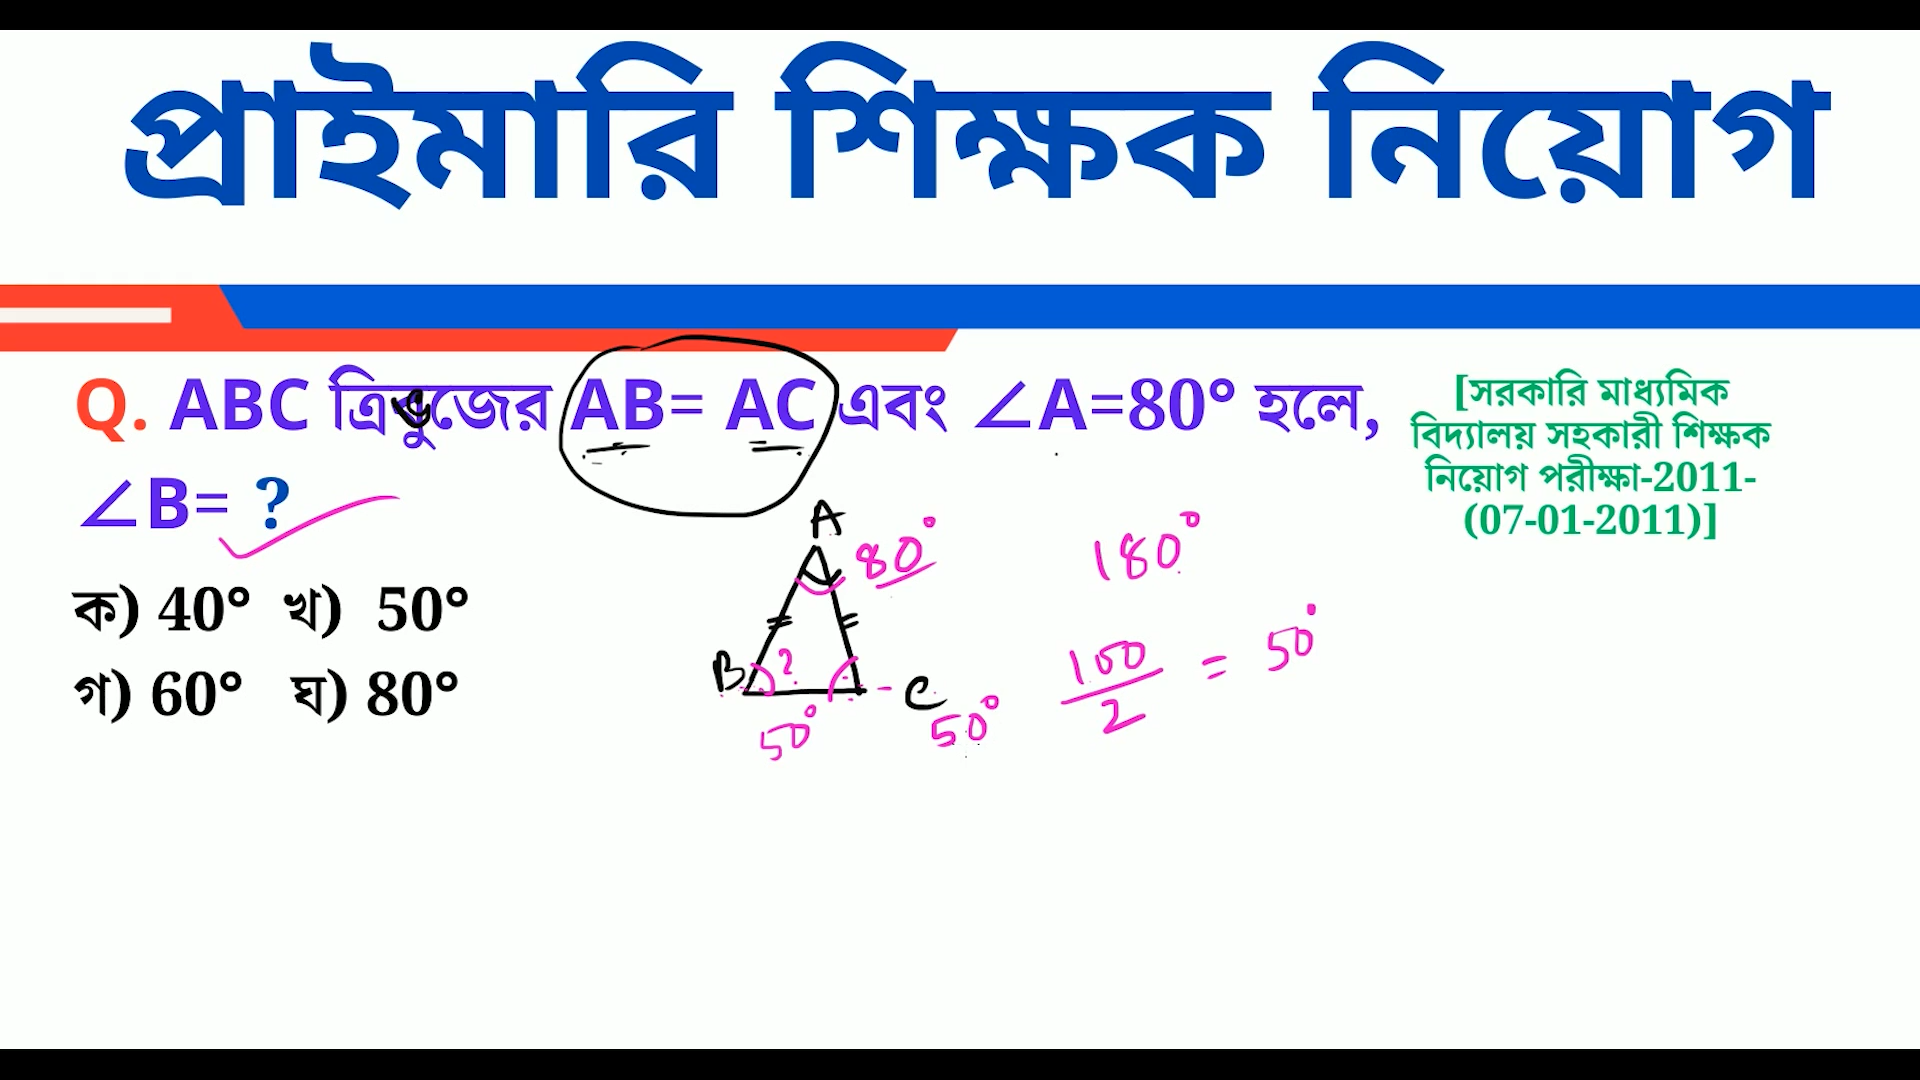 প্রাইমারি শিক্ষক নিয়োগ
Q. ABC ত্রিভুজের AB= AC এবং ∠A=80° হলে,
∠B= ?
[সরকারি মাধ্যমিক
বিদ্যালয় সহকারী শিক্ষক
নিয়োগ পরীক্ষা-2011-
(07-01-2011)]
ক) 40° খ) 50°
গ) 60° ঘ) 80°
A
80°
B ?
C
50°
50°
180°
100/2 = 50°